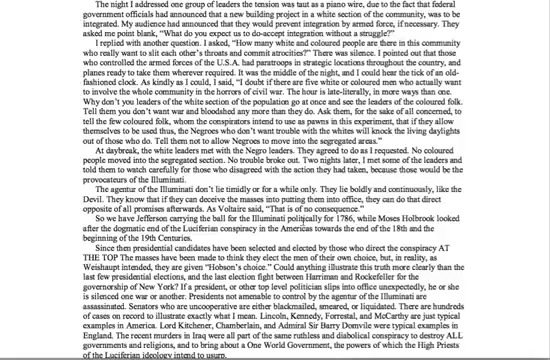 The night I addressed one group of leaders the tension was taut as a piano wire, due to the fact that federal
government officials had announced that a new building project in a white section of the community, was to be
integrated. My audience had announced that they would prevent integration by armed force, if necessary. They
asked me point blank, "What do you expect us to do-accept integration without a struggle?"
I replied with another question. I asked, "How many white and coloured people are there in this community
who really want to slit each other's throats and commit atrocities?" There was silence. I pointed out that those
who controlled the armed forces of the U.S.A. had paratroops in strategic locations throughout the country, and
planes ready to take them wherever required. It was the middle of the night, and I could hear the tick of an old-
fashioned clock. As kindly as I could, I said, "I doubt if there are five white or coloured men who actually want
to involve the whole community in the horrors of civil war. The hour is late-literally, in more ways than one.
Why don't you leaders of the white section of the population go at once and see the leaders of the coloured folk.
Tell them you don't want war and bloodshed any more than they do. Ask them, for the sake of all concerned, to
tell the few coloured folk, whom the conspirators intend to use as pawns in this experiment, that if they allow
themselves to be used thus, the Negroes who don't want trouble with the whites will knock the living daylights
out of those who do. Tell them not to allow Negroes to move into the segregated areas."
At daybreak, the white leaders met with the Negro leaders. They agreed to do as I requested. No coloured
people moved into the segregated section. No trouble broke out. Two nights later, I met some of the leaders and
told them to watch carefully for those who disagreed with the action they had taken, because those would be the
provocateurs of the Illuminati.
The agentur of the Illuminati don't lie timidly or for a while only. They lie boldly and continuously, like the
Devil. They know that if they can deceive the masses into putting them into office, they can do that direct
opposite of all promises afterwards. As Voltaire said, "That is of no consequence."
So we have Jefferson carrying the ball for the Illuminati politically for 1786, while Moses Holbrook looked
after the dogmatic end of the Luciferian conspiracy in the Americas towards the end of the 18th and the
beginning of the 19th Centuries.
Since then presidential candidates have been selected and elected by those who direct the conspiracy AT
THE TOP The masses have been made to think they elect the men of their own choice, but, in reality, as
Weishaupt intended, they are given "Hobson's choice." Could anything illustrate this truth more clearly than the
last few presidential elections, and the last election fight between Harriman and Rockefeller for the
governorship of New York? If a president, or other top level politician slips into office unexpectedly, he or she
is silenced one war or another. Presidents not amenable to control by the agentur of the Illuminati are
assassinated. Senators who are uncooperative are either blackmailed, smeared, or liquidated. There are hundreds
of cases on record to illustrate exactly what I mean. Lincoln, Kennedy, Forrestal, and McCarthy are just typical
examples in America. Lord Kitchener, Chamberlain, and Admiral Sir Barry Domvile were typical examples in
England. The recent murders in Iraq were all part of the same ruthless and diabolical conspiracy to destroy ALL
governments and religions, and to bring about a One World Government, the powers of which the High Priests
of the Luciferian ideology intend to usurp.